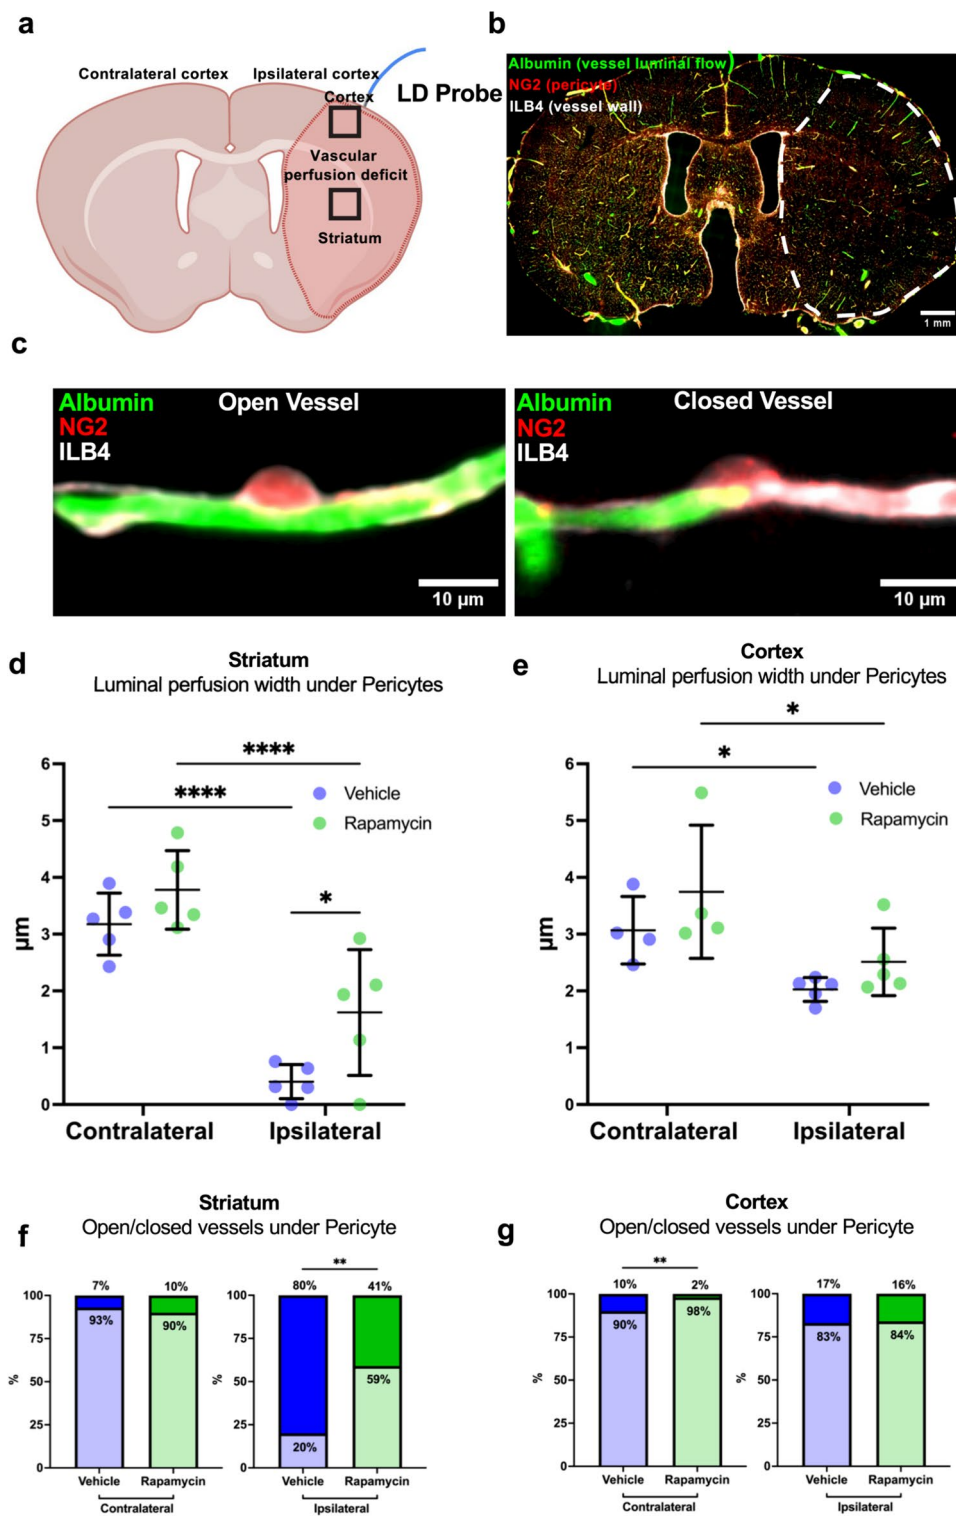 a
Contralateral cortex
Ipsilateral cortex
Cortex
LD Probe
Vascular
perfusion deficit
Striatum
b
Albumin (vessel luminal flow)
NG2 (pericyte)
ILB4 (vessel wall)
1 mm
c
Albumin
NG2
ILB4
Open Vessel
10 µm
Albumin
NG2
ILB4
Closed Vessel
10 µm
d
Striatum
Luminal perfusion width under Pericytes
****
****
*
Vehicle
Rapamycin
6
5
4
3
2
1
0
µm
Contralateral
Ipsilateral
e
Cortex
Luminal perfusion width under Pericytes
*
*
Vehicle
Rapamycin
6
5
4
3
2
1
0
µm
Contralateral
Ipsilateral
f
Striatum
Open/closed vessels under Pericyte
7%
10%
100
75
50
25
0
%
93%
90%
Vehicle
Rapamycin
Contralateral
**
80%
41%
100
75
50
25
0
%
20%
59%
Vehicle
Rapamycin
Ipsilateral
g
Cortex
Open/closed vessels under Pericyte
**
10%
2%
100
75
50
25
0
%
90%
98%
Vehicle
Rapamycin
Contralateral
17%
16%
100
75
50
25
0
%
83%
84%
Vehicle
Rapamycin
Ipsilateral